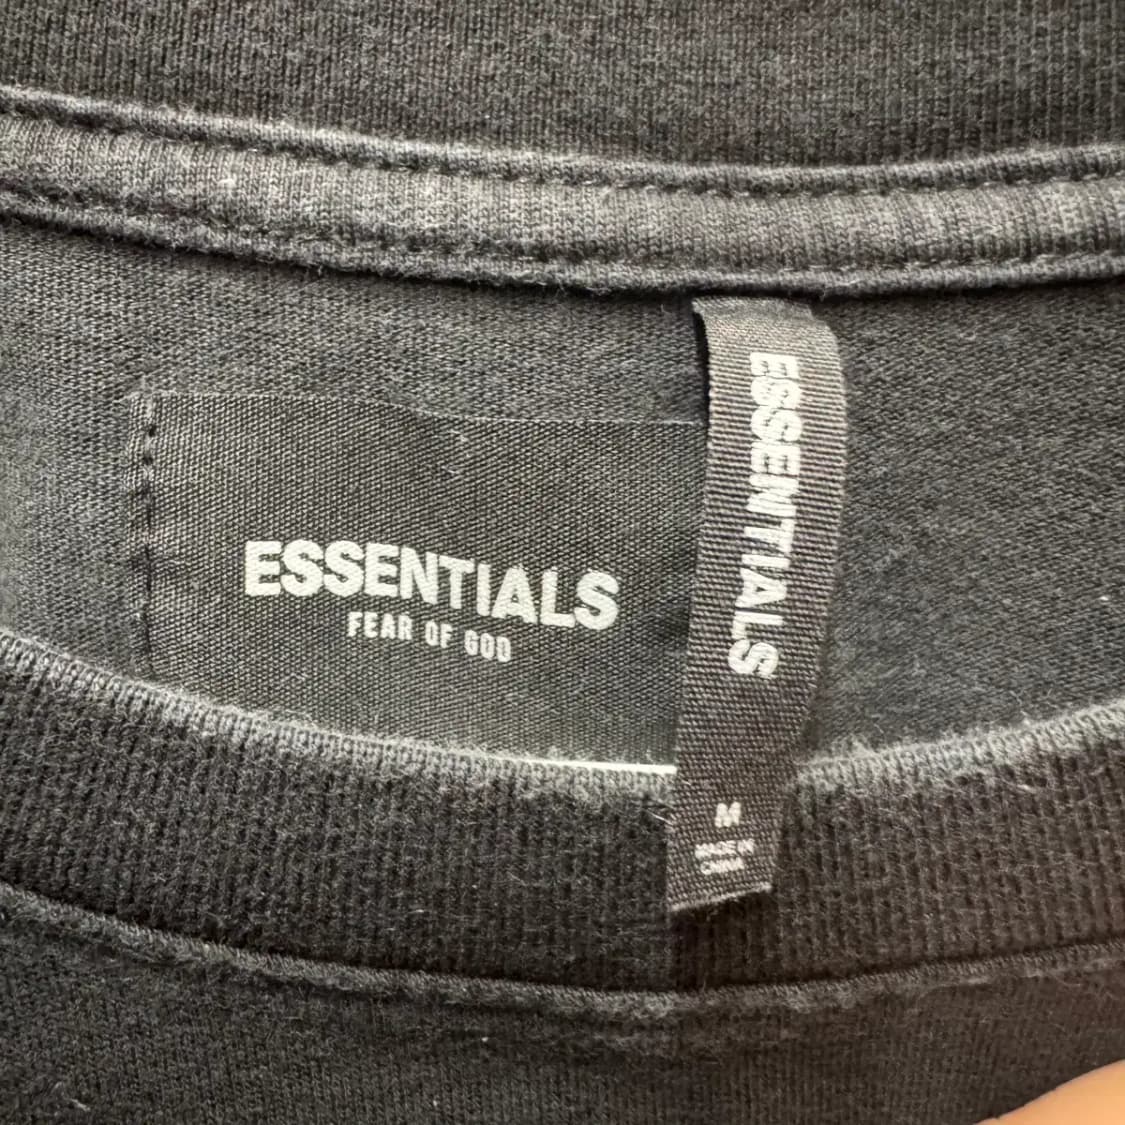 ESSENTIALS
FEAR OF GOD
ESSENTIALS
M
MADE IN
CHINA